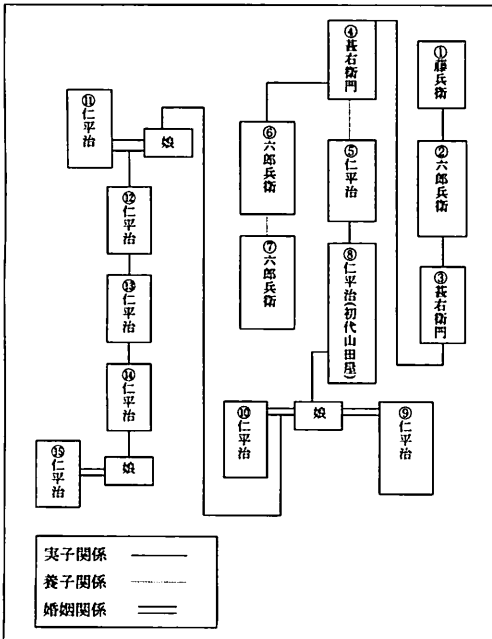 ①藤兵衛
②六郎兵衛
③甚右衛門
④甚右衛門
⑤仁平治
⑥六郎兵衛
⑦六郎兵衛
⑧仁平治(初代山田屋)
娘
⑨仁平治
⑩仁平治
娘
⑪仁平治
⑫仁平治
⑬仁平治
⑭仁平治
娘
⑮仁平治
実子関係
養子関係
婚姻関係